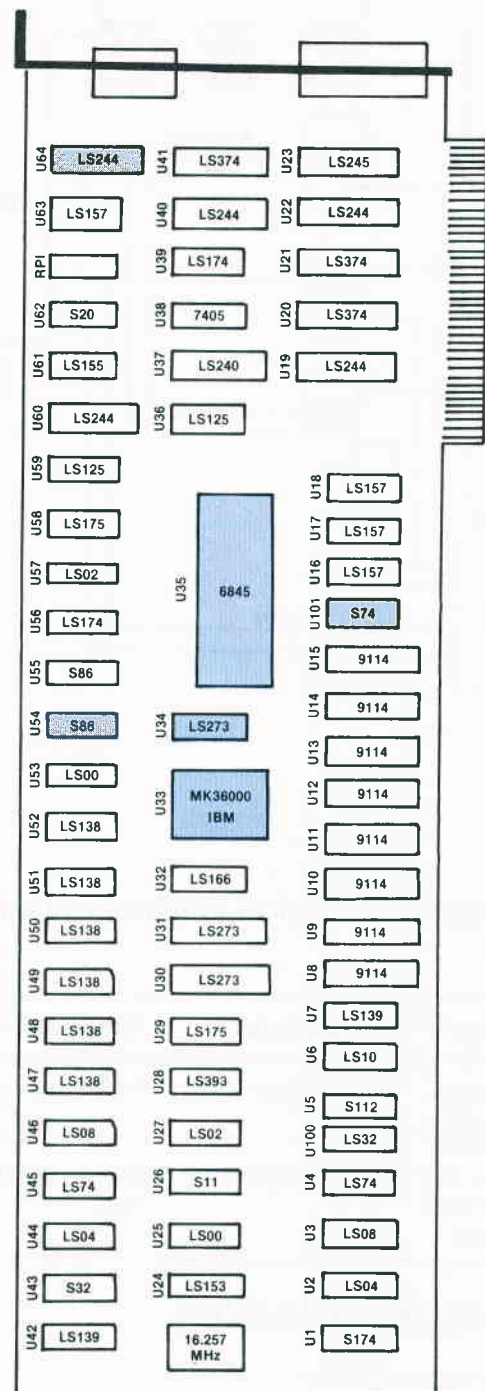 U64 LS244 U41 LS374 U23 LS245
U63 LS157 U40 LS244 U22 LS244
RPI U39 LS174 U21 LS374
U62 S20 U38 7405 U20 LS374
U61 LS155 U37 LS240 U19 LS244
U60 LS244 U36 LS125
U59 LS125
U18 LS157
U58 LS175
U17 LS157
U57 LS02
U35 6845
U16 LS157
U56 LS174
U101 S74
U55 S86
U15 9114
U54 S86 U34 LS273
U14 9114
U53 LS00
U13 9114
U33 MK36000
IBM
U12 9114
U52 LS138
U11 9114
U51 LS138 U32 LS166 U10 9114
U50 LS138 U31 LS273 U9 9114
U49 LS138 U30 LS273 U8 9114
U48 LS138 U29 LS175 U7 LS139
U47 LS138 U28 LS393 U6 LS10
U5 S112
U46 LS08 U27 LS02 U100 LS32
U45 LS74 U26 S11 U4 LS74
U44 LS04 U25 LS00 U3 LS08
U43 S32 U24 LS153 U2 LS04
U42 LS139 16.257
MHz
U1 S174